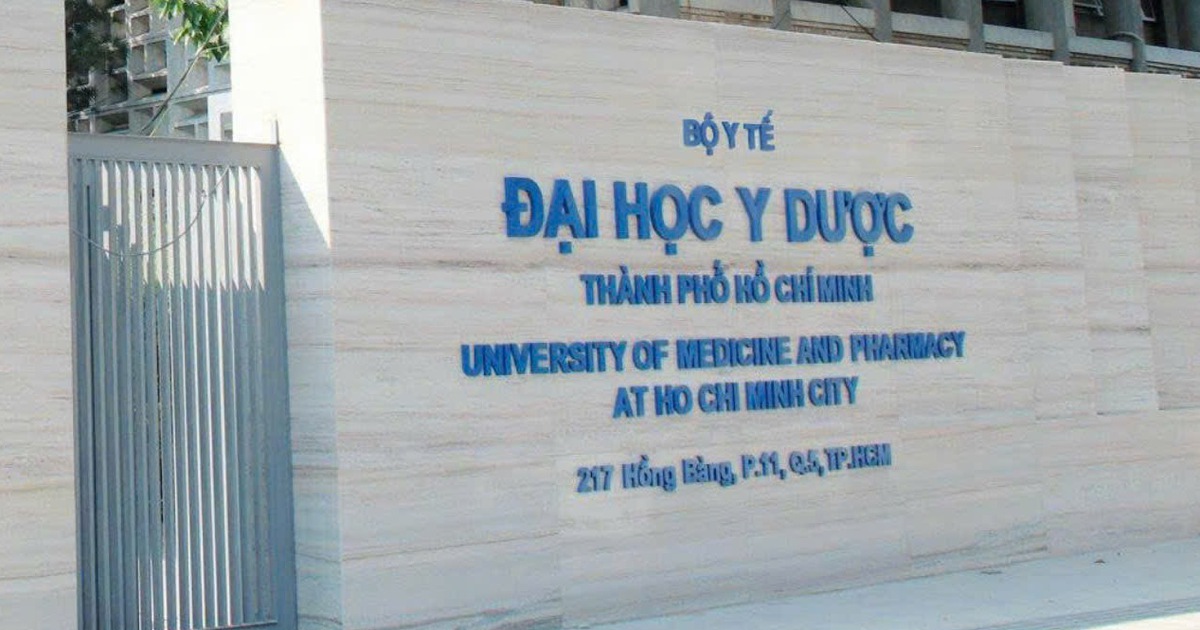 BỘ Y TẾ
ĐẠI HỌC Y DƯỢC
THÀNH PHỐ HỒ CHÍ MINH
UNIVERSITY OF MEDICINE AND PHARMACY
AT HO CHI MINH CITY
217 Hồng Bàng, P.11, Q.5, TP.HCM